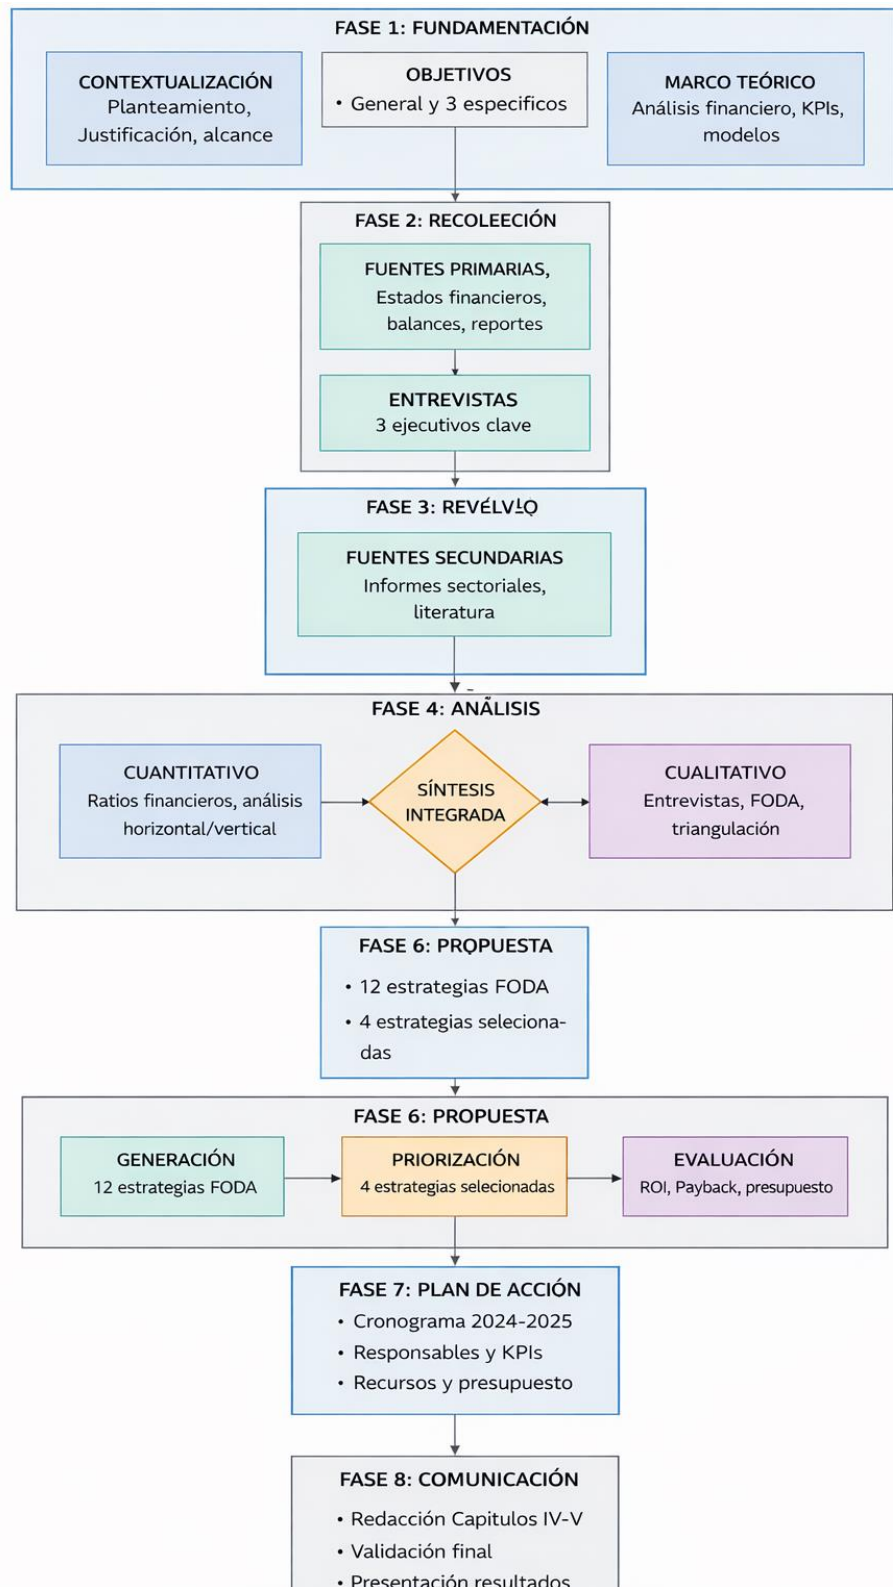 FASE 1: FUNDAMENTACIÓN
CONTEXTUALIZACIÓN
Planteamiento,
Justificación, alcance
OBJETIVOS
• General y 3 especificos
MARCO TEÓRICO
Análisis financiero, KPIs,
modelos
FASE 2: RECOLEECIÓN
FUENTES PRIMARIAS,
Estados financieros,
balances, reportes
ENTREVISTAS
3 ejecutivos clave
FASE 3:
FUENTES SECUNDARIAS
Informes sectoriales,
literatura
FASE 4: ANÃLISIS
CUANTITATIVO
Ratios financieros, análisis
horizontal/vertical
SÍNTESIS
INTEGRADA
CUALITATIVO
Entrevistas, FODA,
triangulación
FASE 6: PROPUESTA
• 12 estrategias FODA
• 4 estrategias seleciona-
das
FASE 6: PROPUESTA
GENERACIÓN
12 estrategias FODA
PRIORIZACIÓN
4 estrategias seleccionadas
EVALUACIÓN
ROI, Payback, presupuesto
FASE 7: PLAN DE ACCIÓN
• Cronograma 2024-2025
• Responsables y KPIs
• Recursos y presupuesto
FASE 8: COMUNICACIÓN
• Redacción Capitulos IV-V
• Validación final
• Presentación resultados